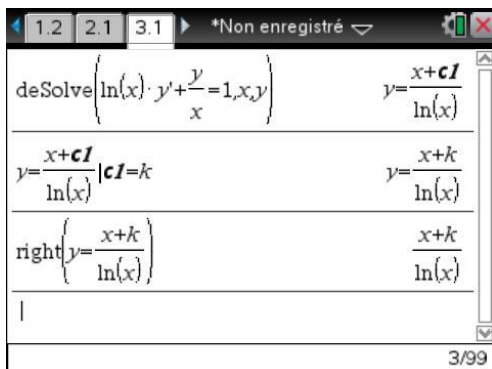 1.2 2.1 3.1 *Non enregistré
deSolve(ln(x)·y'+y/x=1,x,y) y=(x+c1)/ln(x)
y=(x+c1)/ln(x)|c1=k y=(x+k)/ln(x)
right(y=(x+k)/ln(x)) (x+k)/ln(x)
3/99